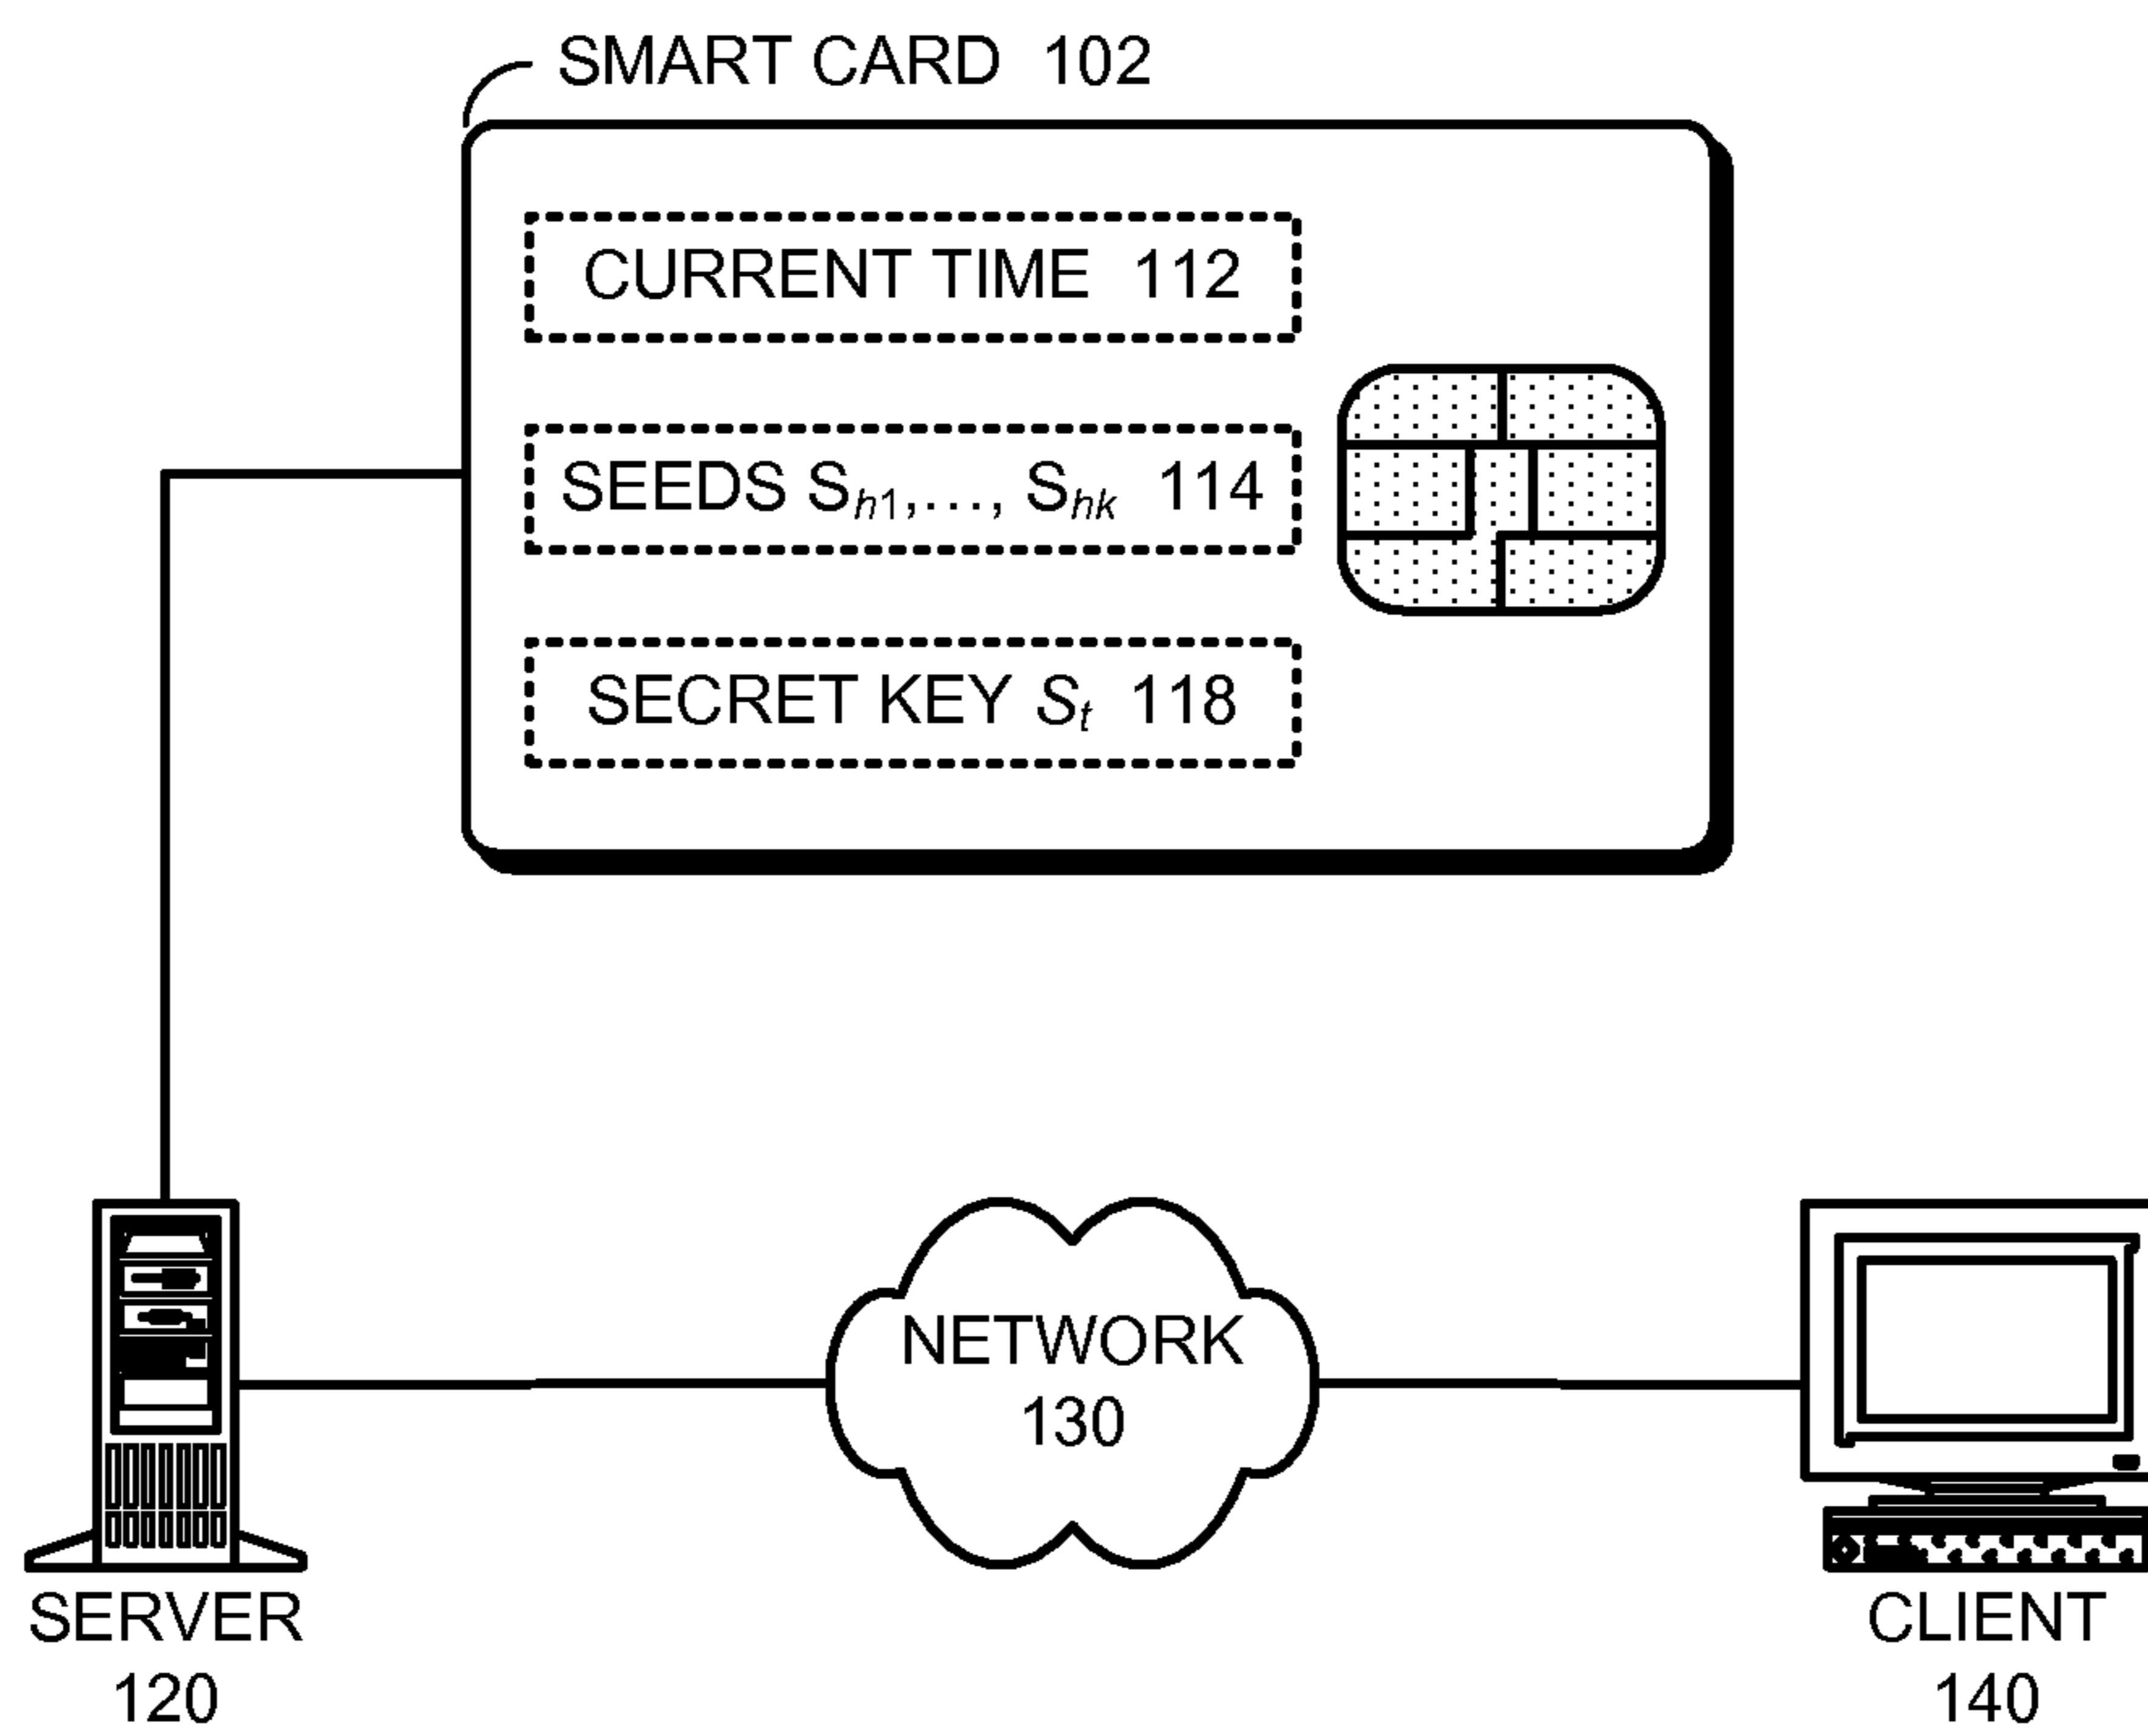 SMART CARD 102
CURRENT TIME 112
SEEDS Sh1,..., Shk 114
SECRET KEY St 118
NETWORK
130
SERVER
120
CLIENT
140